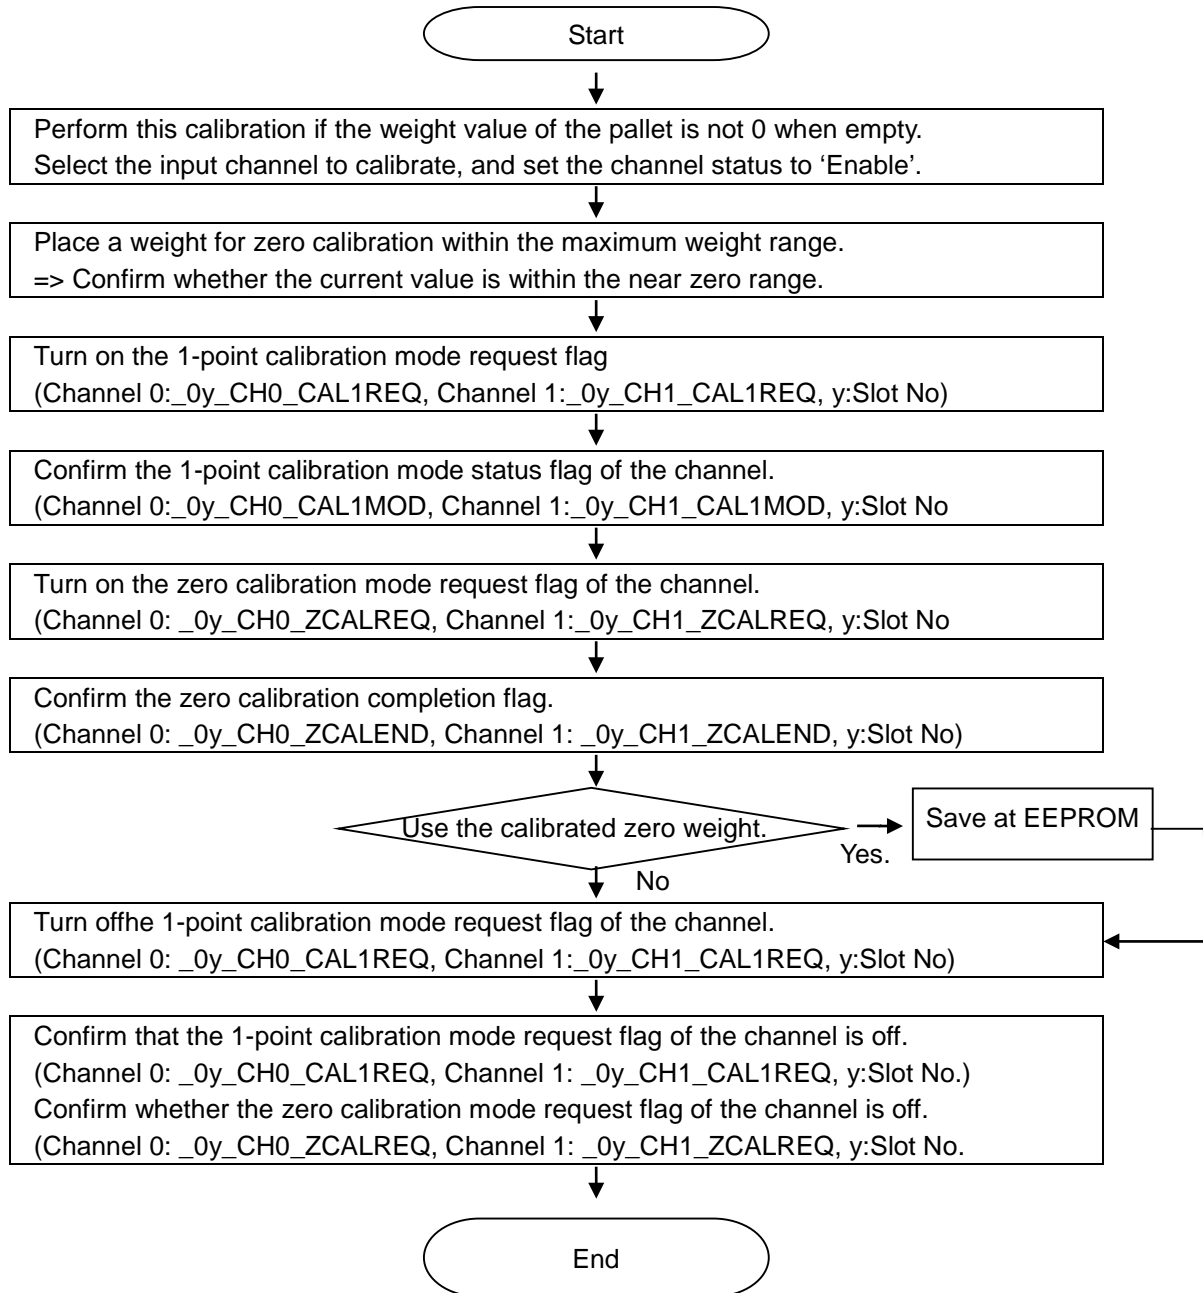 Start
Perform this calibration if the weight value of the pallet is not 0 when empty.
Select the input channel to calibrate, and set the channel status to ‘Enable’.
Place a weight for zero calibration within the maximum weight range.
=> Confirm whether the current value is within the near zero range.
Turn on the 1-point calibration mode request flag
(Channel 0:_0y_CH0_CAL1REQ, Channel 1:_0y_CH1_CAL1REQ, y:Slot No)
Confirm the 1-point calibration mode status flag of the channel.
(Channel 0:_0y_CH0_CAL1MOD, Channel 1:_0y_CH1_CAL1MOD, y:Slot No
Turn on the zero calibration mode request flag of the channel.
(Channel 0: _0y_CH0_ZCALREQ, Channel 1:_0y_CH1_ZCALREQ, y:Slot No
Confirm the zero calibration completion flag.
(Channel 0: _0y_CH0_ZCALEND, Channel 1: _0y_CH1_ZCALEND, y:Slot No)
Use the calibrated zero weight.
Yes.
Save at EEPROM
No
Turn offhe 1-point calibration mode request flag of the channel.
(Channel 0: _0y_CH0_CAL1REQ, Channel 1:_0y_CH1_CAL1REQ, y:Slot No)
Confirm that the 1-point calibration mode request flag of the channel is off.
(Channel 0: _0y_CH0_CAL1REQ, Channel 1: _0y_CH1_CAL1REQ, y:Slot No.)
Confirm whether the zero calibration mode request flag of the channel is off.
(Channel 0: _0y_CH0_ZCALREQ, Channel 1: _0y_CH1_ZCALREQ, y:Slot No.
End